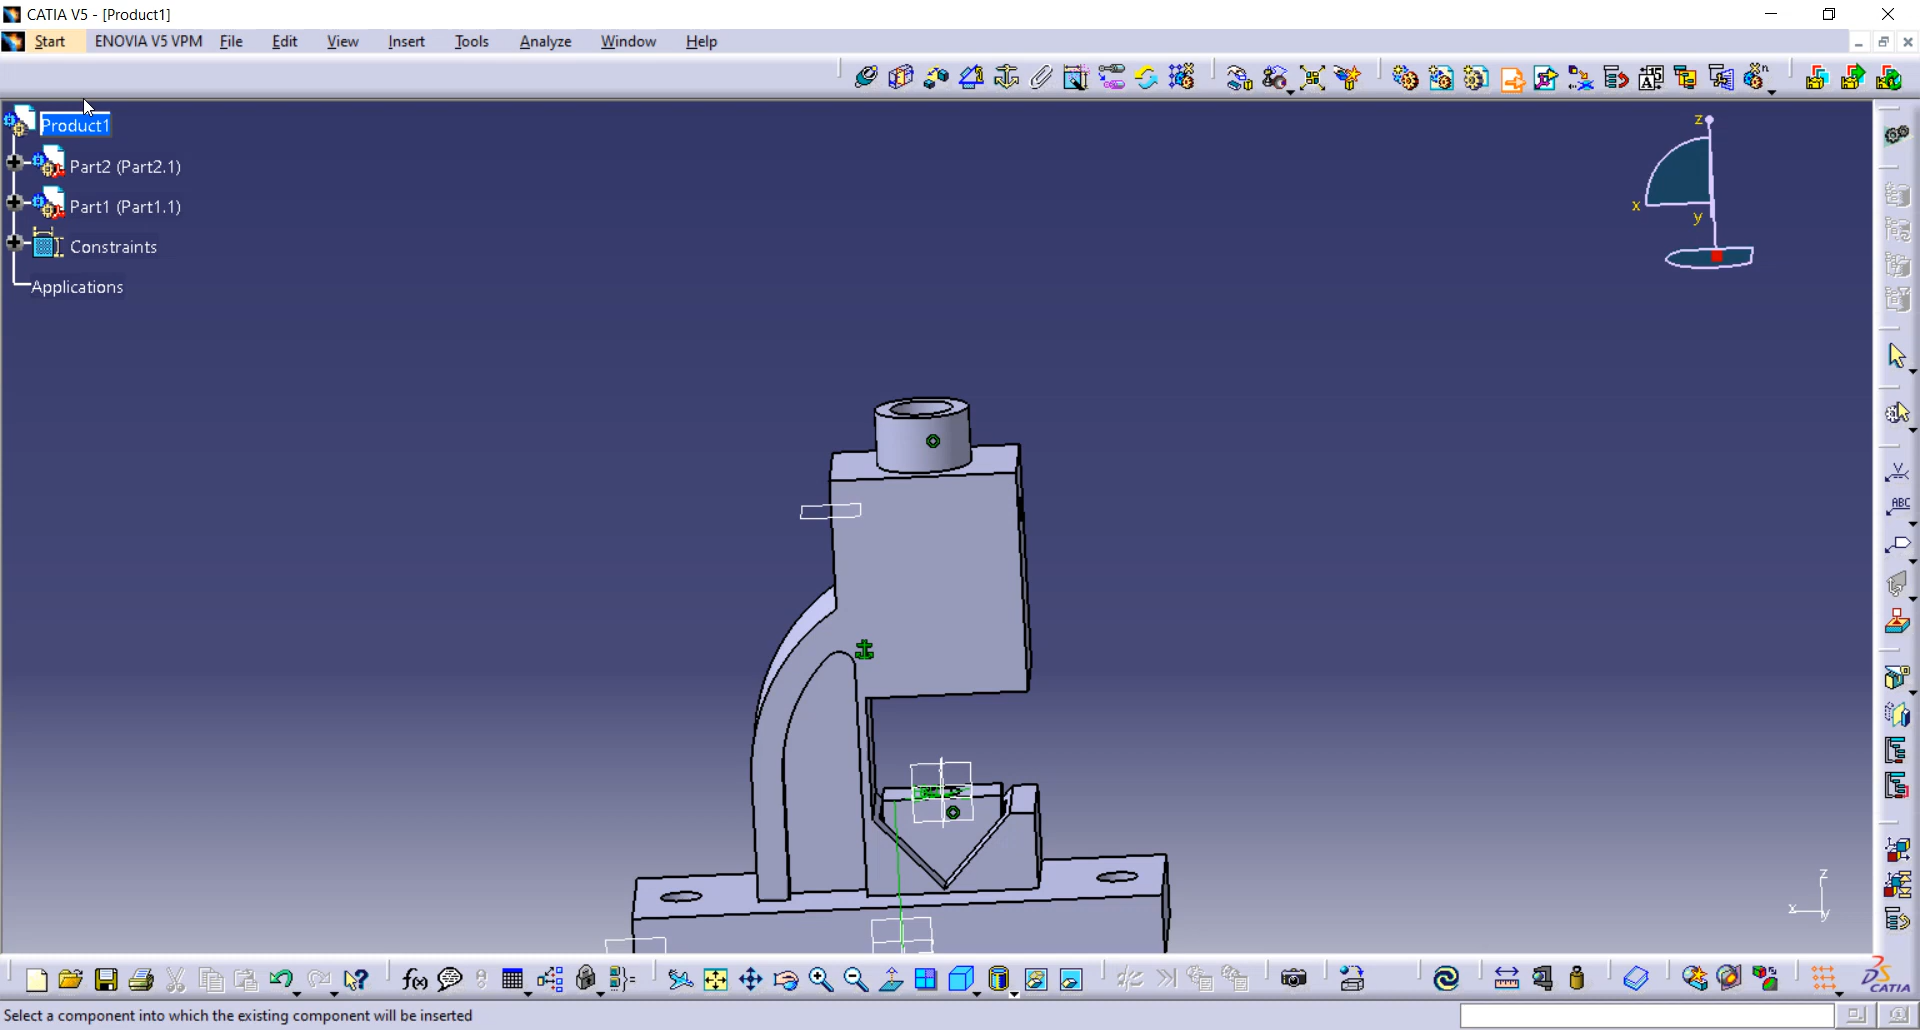 CATIA V5 - [Product1]
Start ENOVIA V5 VPM File Edit View Insert Tools Analyze Window Help
Product1
Part2 (Part2.1)
Part1 (Part1.1)
Constraints
Applications
z
x
y
ABC
z
x
y
f(x)
CATIA
Select a component into which the existing component will be inserted